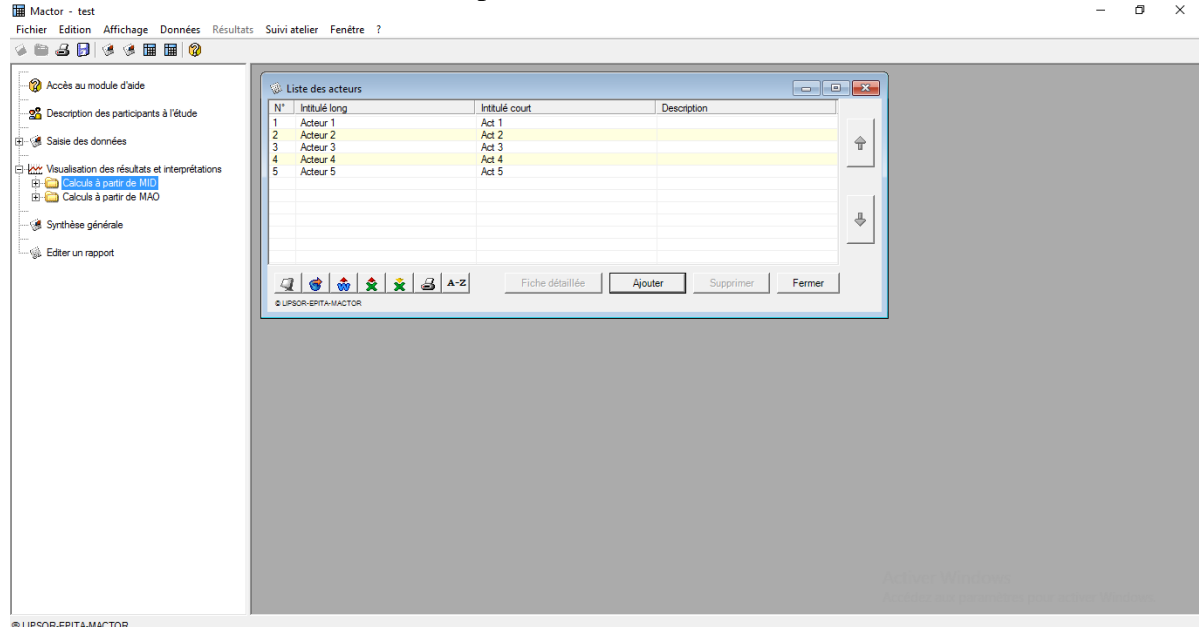 Mactor - test
Fichier Edition Affichage Données Résultats Suivi atelier Fenêtre ?
Accès au module d'aide
Description des participants à l'étude
Saisie des données
Visualisation des résultats et interprétations
Calculs à partir de MID
Calculs à partir de MAO
Synthèse générale
Editer un rapport
Liste des acteurs
N° Intitulé long Intitulé court Description
1 Acteur 1 Act 1
2 Acteur 2 Act 2
3 Acteur 3 Act 3
4 Acteur 4 Act 4
5 Acteur 5 Act 5
A-Z Fiche détaillée Ajouter Supprimer Fermer
© LIPSOR-EPITA-MACTOR
Activer Windows
© LIPSOR-EPITA-MACTOR